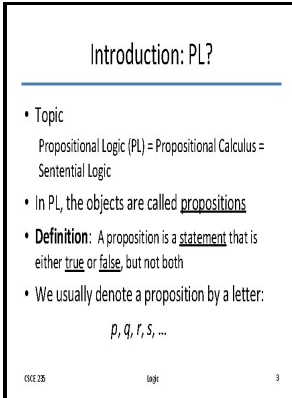 Introduction: PL?
• Topic
Propositional Logic (PL) = Propositional Calculus =
Sentential Logic
• In PL, the objects are called propositions
• Definition: A proposition is a statement that is
either true or false, but not both
• We usually denote a proposition by a letter:
p, q, r, s, ...
CSCE 235 Logic 3